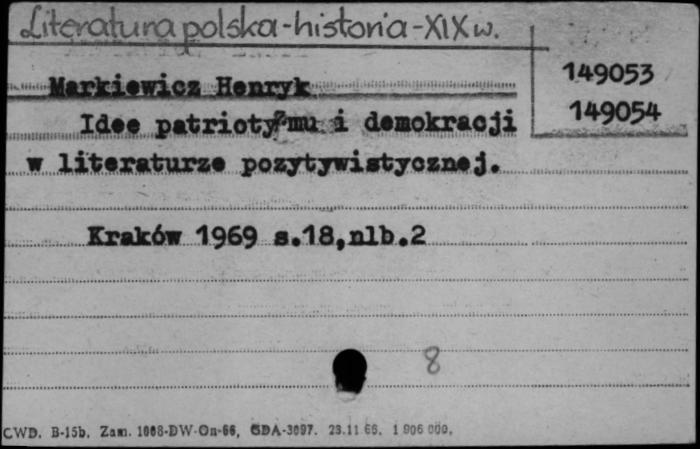 Literatura polska-historia-XIX w.
149053
149054
Markiewicz Henryk
Idee patriotyzmu i demokracji
w literaturze pozytywistycznej.
Kraków 1969 s.18,nlb.2
8
CWD. B-15b. Zam. 1008-DW-On-66, GDA-3097. 23.11 66. 1 906 000.